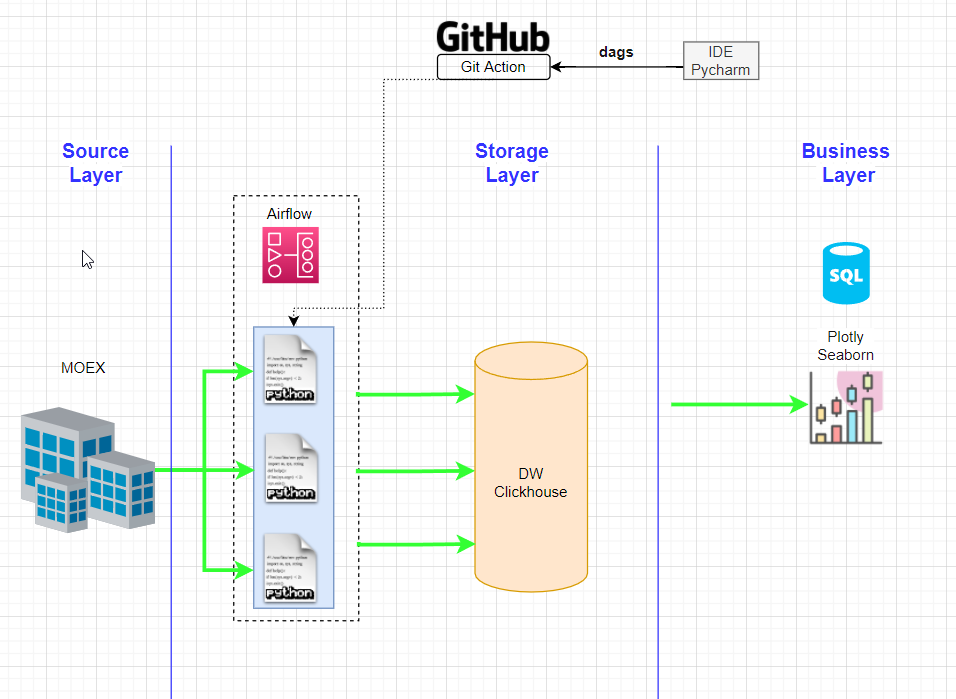 GitHub
Git Action
dags
IDE
Pycharm
Source
Layer
Storage
Layer
Business
Layer
Airflow
SQL
MOEX
Plotly
Seaborn
python
python
python
DW
Clickhouse